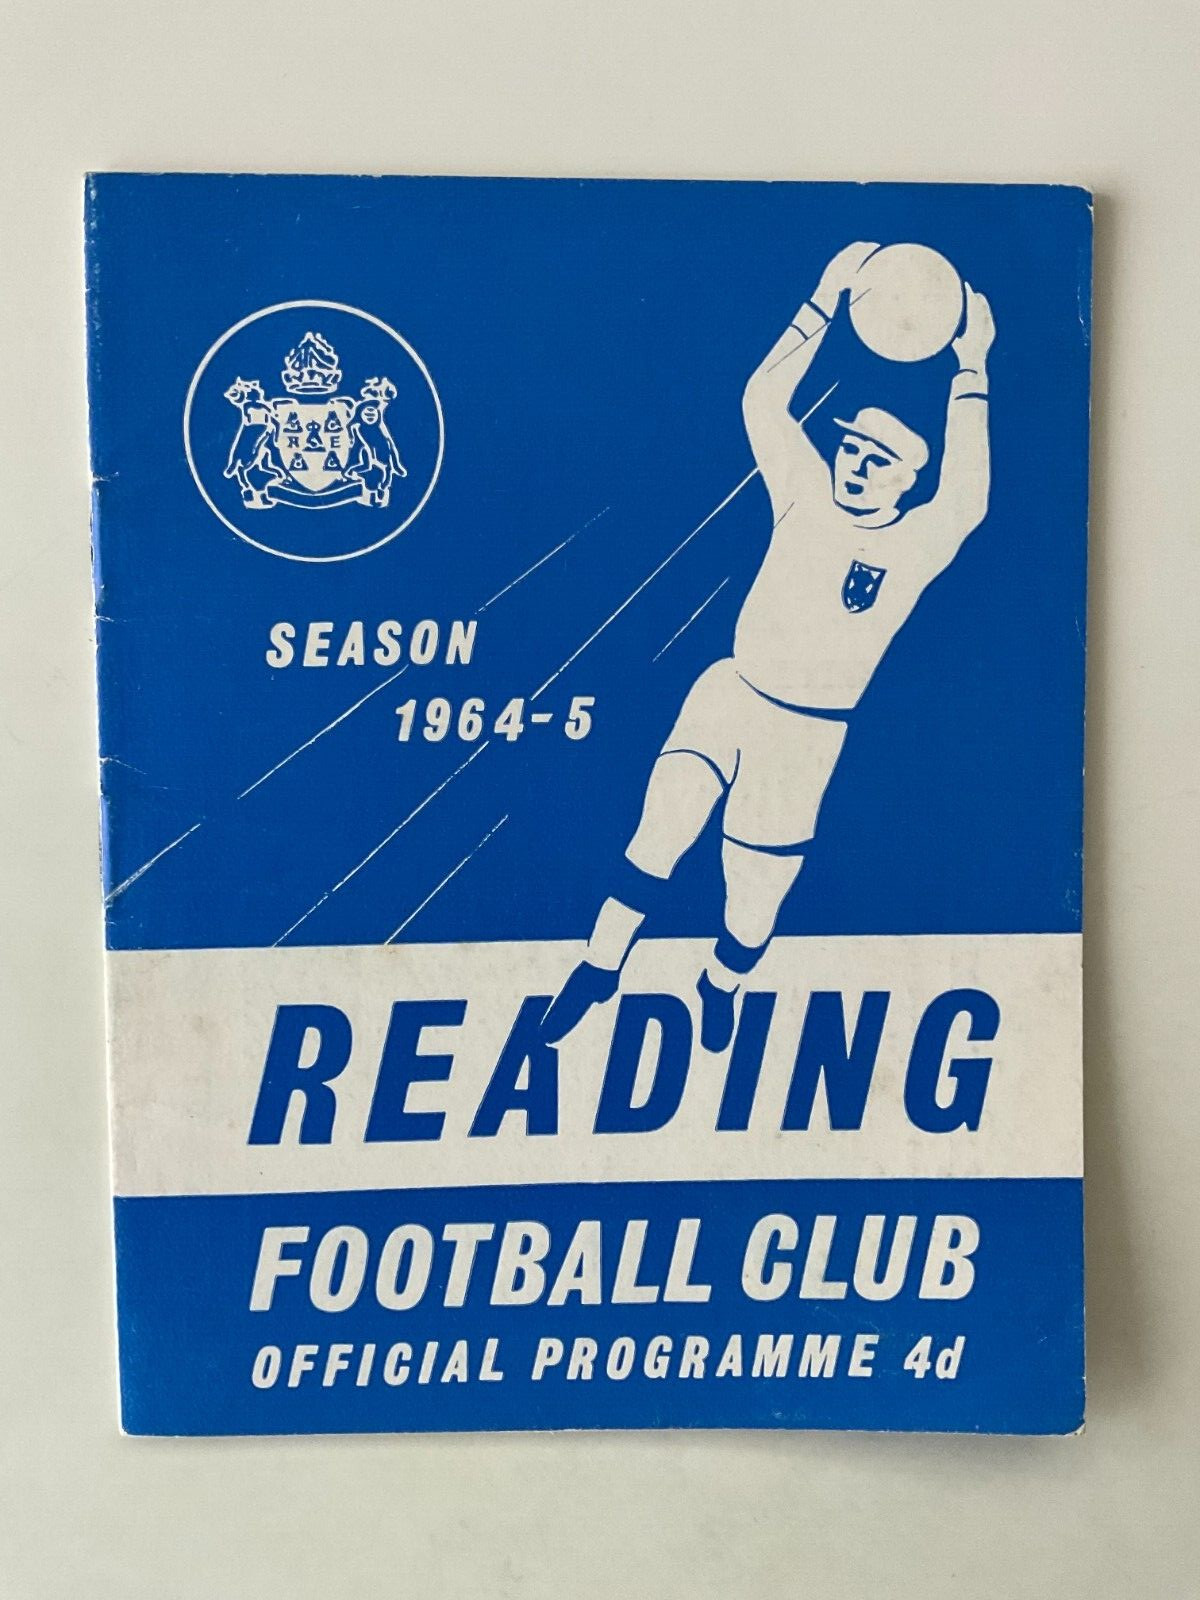 SEASON
1964-5
READING
FOOTBALL CLUB
OFFICIAL PROGRAMME 4d